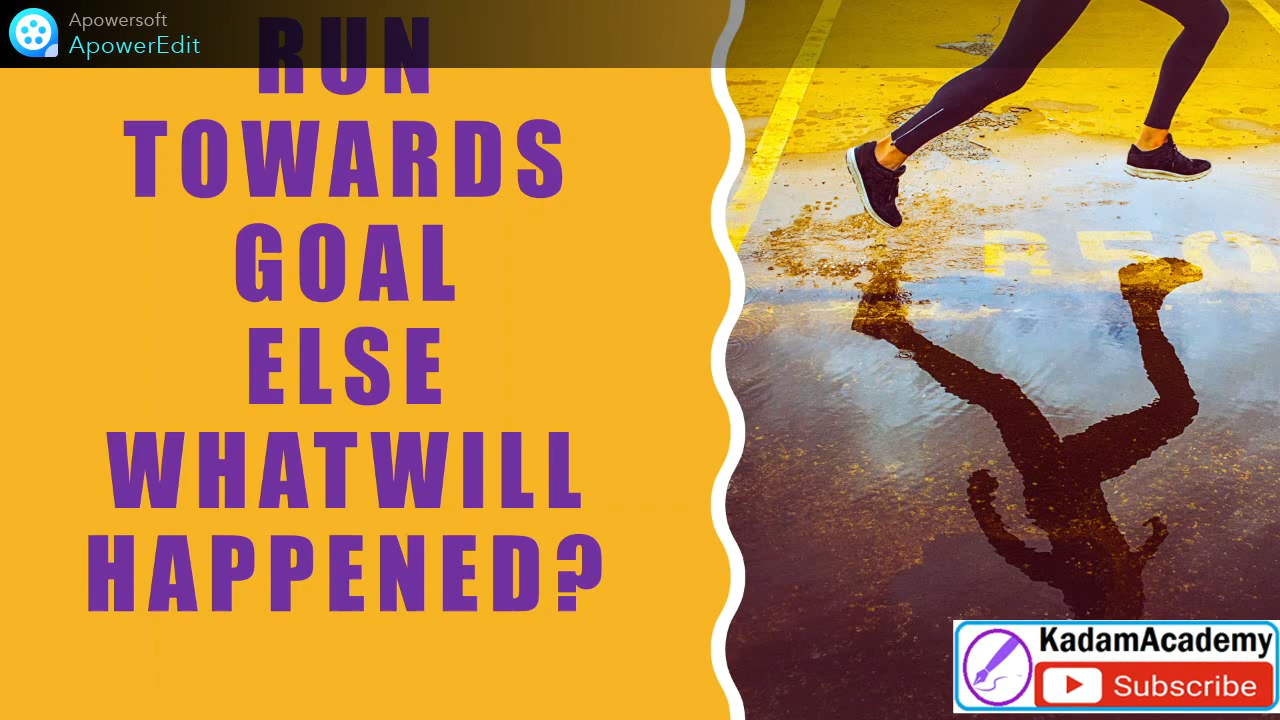 Apowersoft
ApowerEdit
RUN
TOWARDS
GOAL
ELSE
WHATWILL
HAPPENED?
KadamAcademy
Subscribe